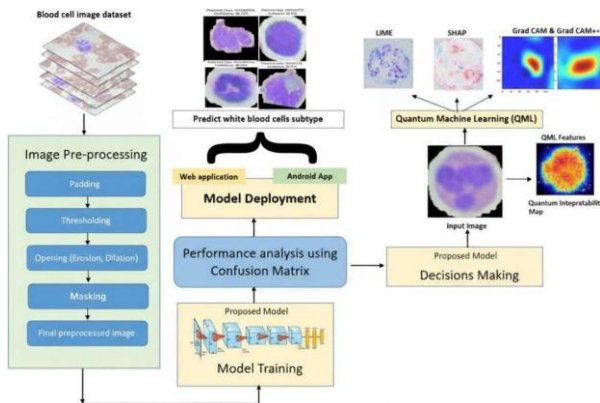 Blood cell image dataset
Image Pre-processing
Padding
Thresholding
Opening (Erosion, Dilation)
Masking
Final preprocessed image
Predict white blood cells subtype
Web application
Android App
Model Deployment
Performance analysis using
Confusion Matrix
Proposed Model
Model Training
LIME
SHAP
Grad CAM & Grad CAM++
Quantum Machine Learning (QML)
QML Features
Quantum Intepretability
Map
Input Image
Proposed Model
Decisions Making